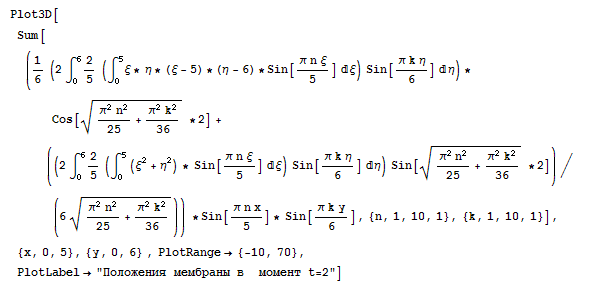 Plot3D[
Sum[
(1/6 (2 ∫₀⁶ 2/5 (∫₀⁵ ξ* η* (ξ-5) * (η-6) *Sin[π n ξ/5] ⅆξ) Sin[π k η/6] ⅆη) *
Cos[√(π² n²/25 + π² k²/36) *2] +
((2 ∫₀⁶ 2/5 (∫₀⁵ (ξ² + η²) * Sin[π n ξ/5] ⅆξ) Sin[π k η/6] ⅆη) Sin[√(π² n²/25 + π² k²/36) *2]) /
(6 √(π² n²/25 + π² k²/36))) *Sin[π n x/5] * Sin[π k y/6], {n, 1, 10, 1}, {k, 1, 10, 1}],
{x, 0, 5}, {y, 0, 6} , PlotRange → {-10, 70},
PlotLabel → "Положения мембраны в момент t=2"]